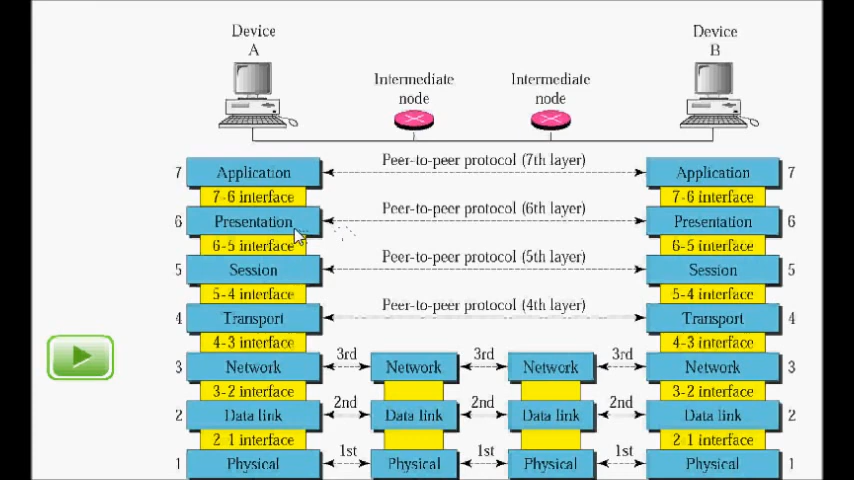 Device
A
Device
B
Intermediate
node
Intermediate
node
7 Application Peer-to-peer protocol (7th layer) Application 7
7-6 interface 7-6 interface
6 Presentation Peer-to-peer protocol (6th layer) Presentation 6
6-5 interface 6-5 interface
5 Session Peer-to-peer protocol (5th layer) Session 5
5-4 interface 5-4 interface
4 Transport Peer-to-peer protocol (4th layer) Transport 4
4-3 interface 4-3 interface
3 Network 3rd Network 3rd Network 3rd Network 3
3-2 interface 3-2 interface
2 Data link 2nd Data link 2nd Data link 2nd Data link 2
2-1 interface 2-1 interface
1 Physical 1st Physical 1st Physical 1st Physical 1